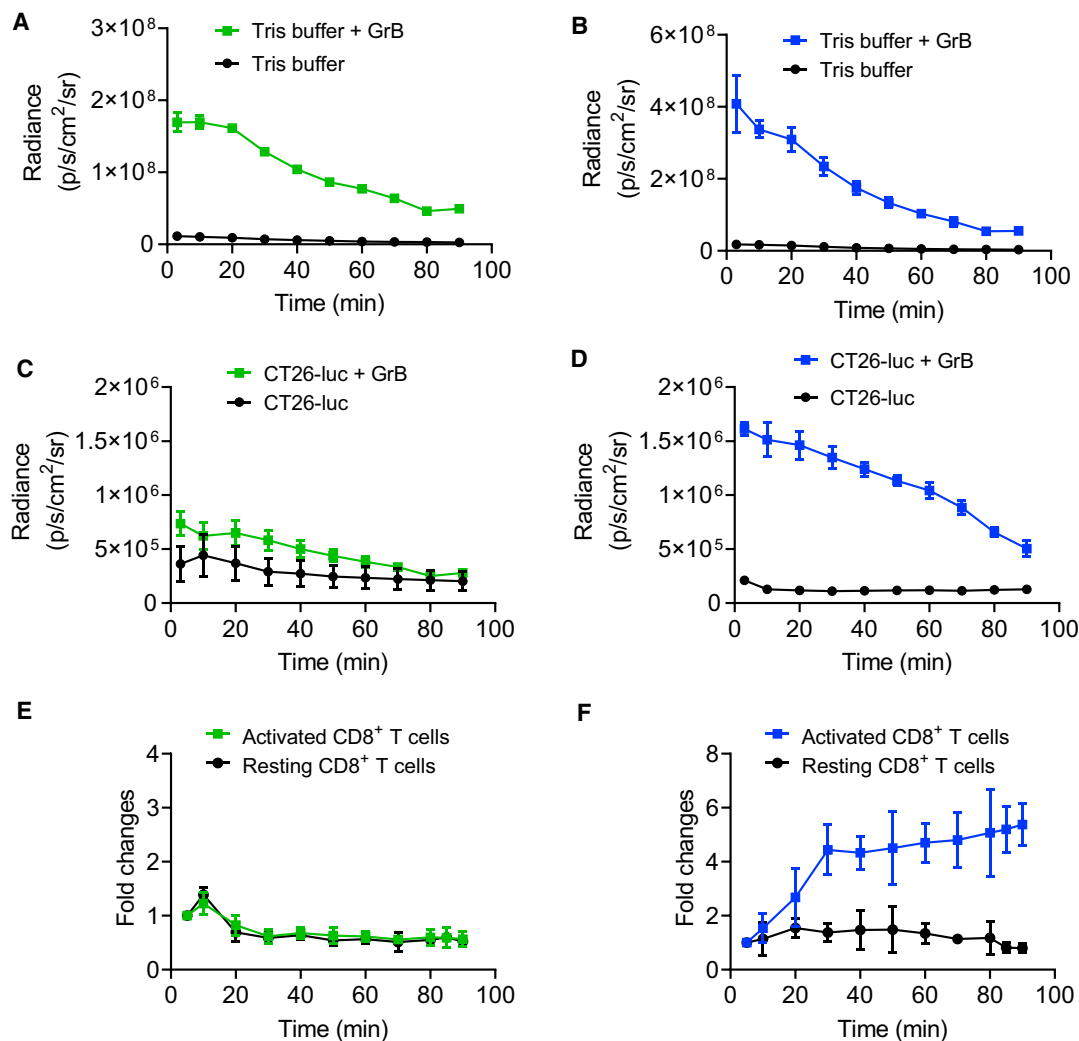 A
Tris buffer + GrB
Tris buffer
Radiance
(p/s/cm²/sr)
3×10⁸
2×10⁸
1×10⁸
0
0 20 40 60 80 100
Time (min)
B
Tris buffer + GrB
Tris buffer
Radiance
(p/s/cm²/sr)
6×10⁸
4×10⁸
2×10⁸
0
0 20 40 60 80 100
Time (min)
C
CT26-luc + GrB
CT26-luc
Radiance
(p/s/cm²/sr)
2×10⁶
1.5×10⁶
1×10⁶
5×10⁵
0
0 20 40 60 80 100
Time (min)
D
CT26-luc + GrB
CT26-luc
Radiance
(p/s/cm²/sr)
2×10⁶
1.5×10⁶
1×10⁶
5×10⁵
0
0 20 40 60 80 100
Time (min)
E
Activated CD8⁺ T cells
Resting CD8⁺ T cells
Fold changes
4
3
2
1
0
0 20 40 60 80 100
Time (min)
F
Activated CD8⁺ T cells
Resting CD8⁺ T cells
Fold changes
8
6
4
2
0
0 20 40 60 80 100
Time (min)